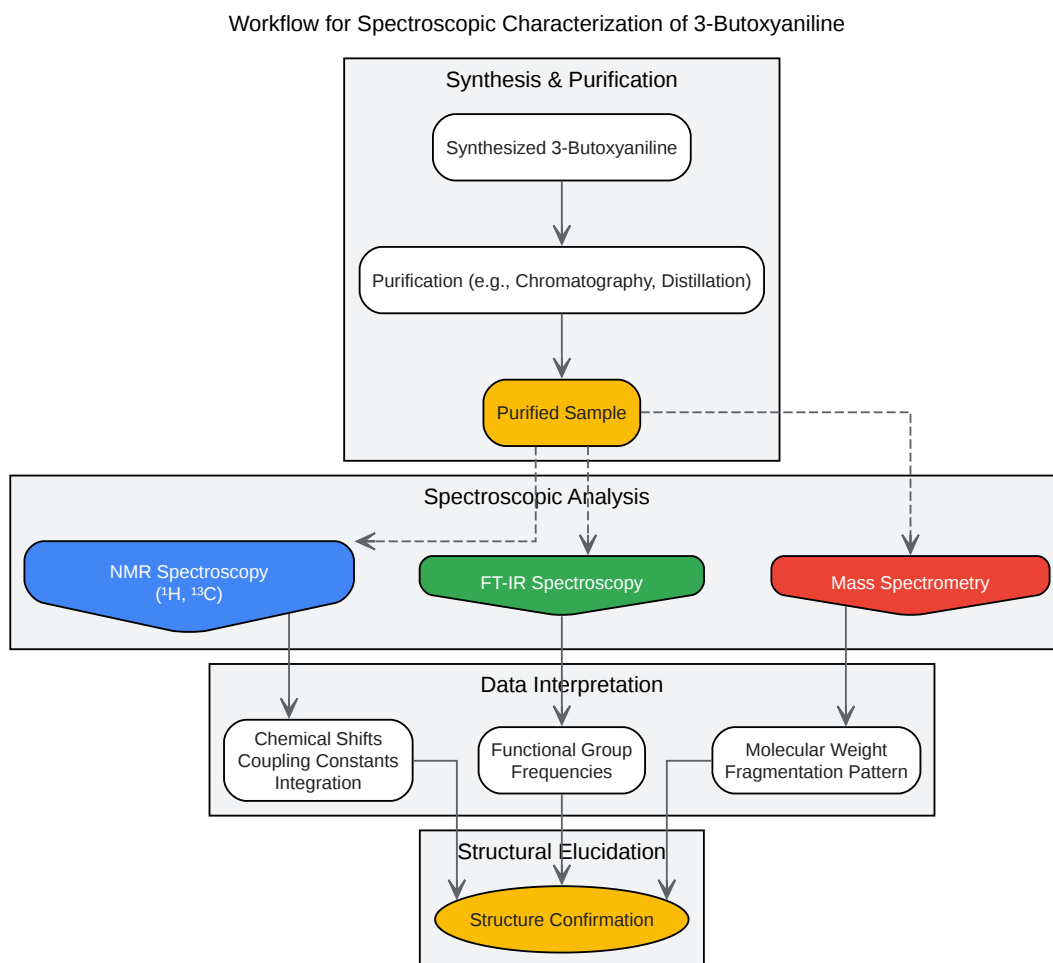 Workflow for Spectroscopic Characterization of 3-Butoxyaniline
Synthesis & Purification
Synthesized 3-Butoxyaniline
Purification (e.g., Chromatography, Distillation)
Purified Sample
Spectroscopic Analysis
NMR Spectroscopy
(¹H, ¹³C)
FT-IR Spectroscopy
Mass Spectrometry
Data Interpretation
Chemical Shifts
Coupling Constants
Integration
Functional Group
Frequencies
Molecular Weight
Fragmentation Pattern
Structural Elucidation
Structure Confirmation